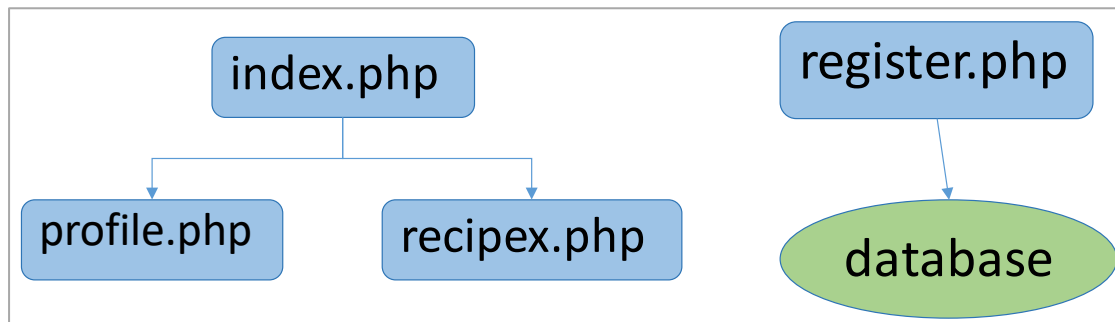 index.php
register.php
profile.php
recipex.php
database